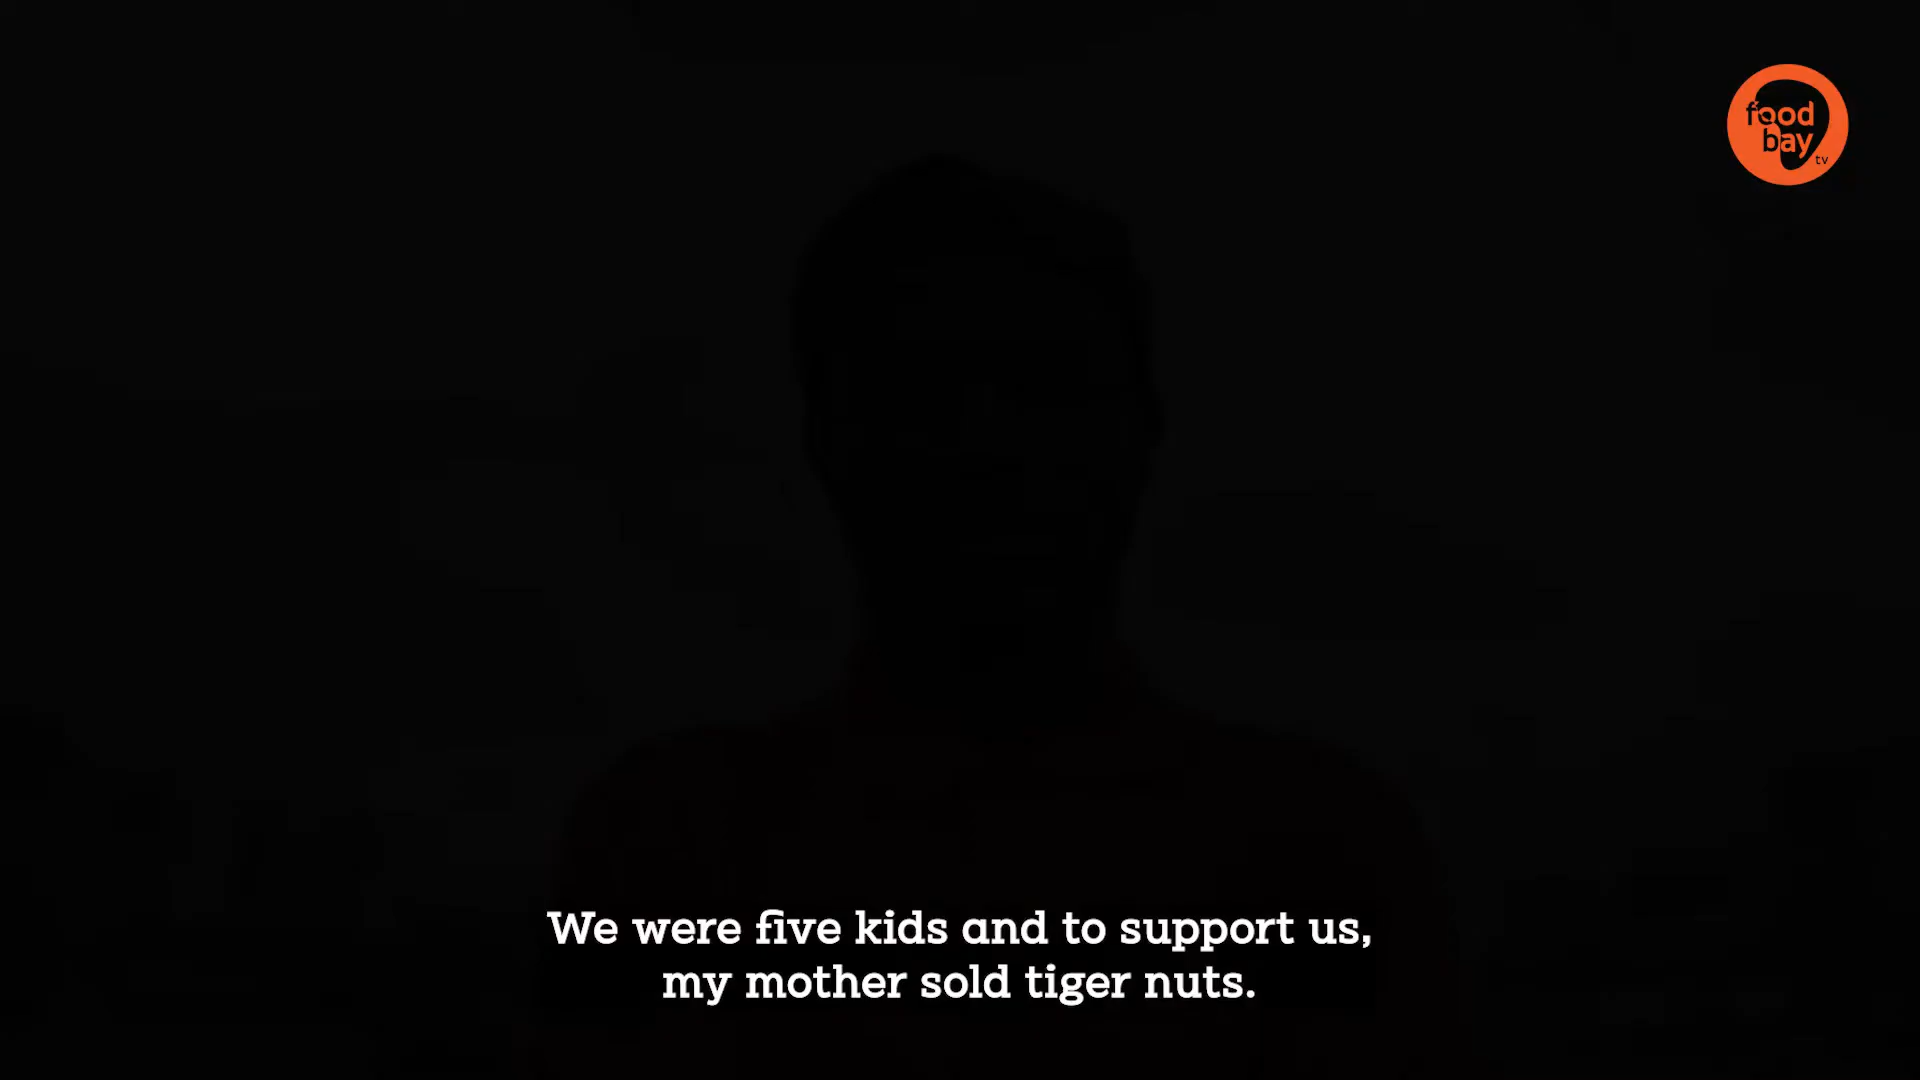 food
bay
tv
We were five kids and to support us,
my mother sold tiger nuts.